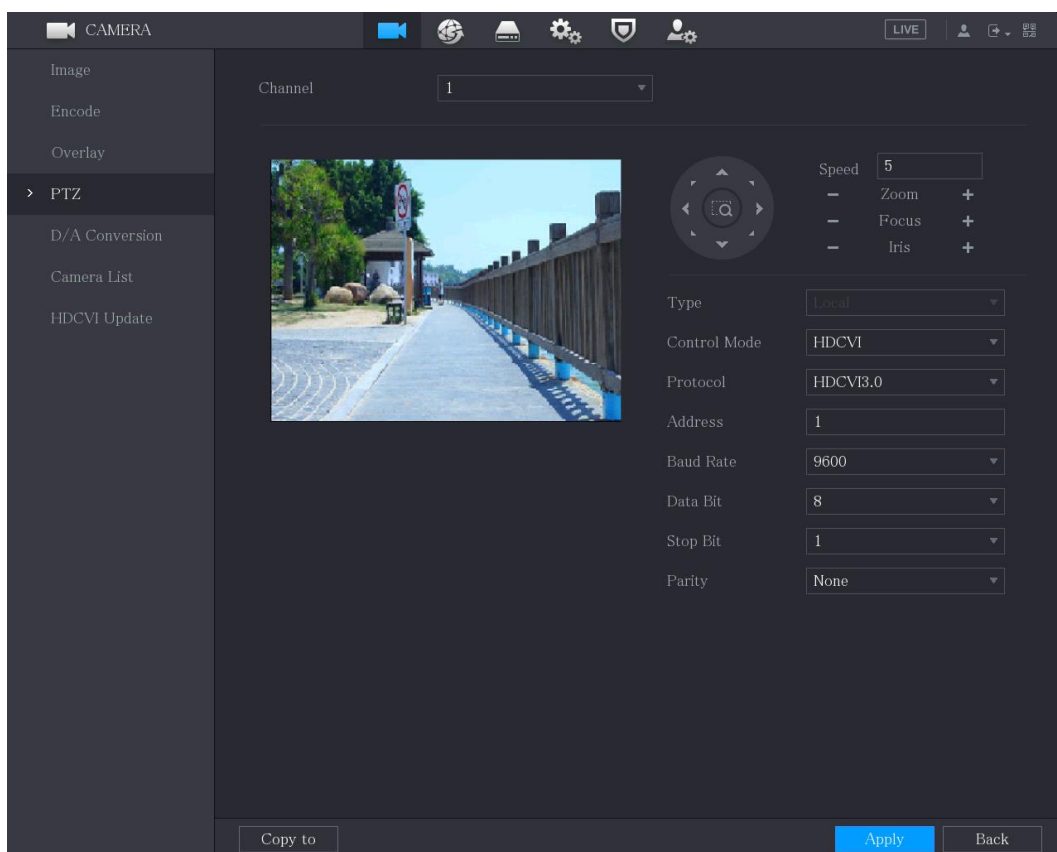 CAMERA
LIVE
Image
Encode
Overlay
PTZ
D/A Conversion
Camera List
HDCVI Update
Channel 1
Speed 5
Zoom
Focus
Iris
Type Local
Control Mode HDCVI
Protocol HDCVI3.0
Address 1
Baud Rate 9600
Data Bit 8
Stop Bit 1
Parity None
Copy to
Apply
Back